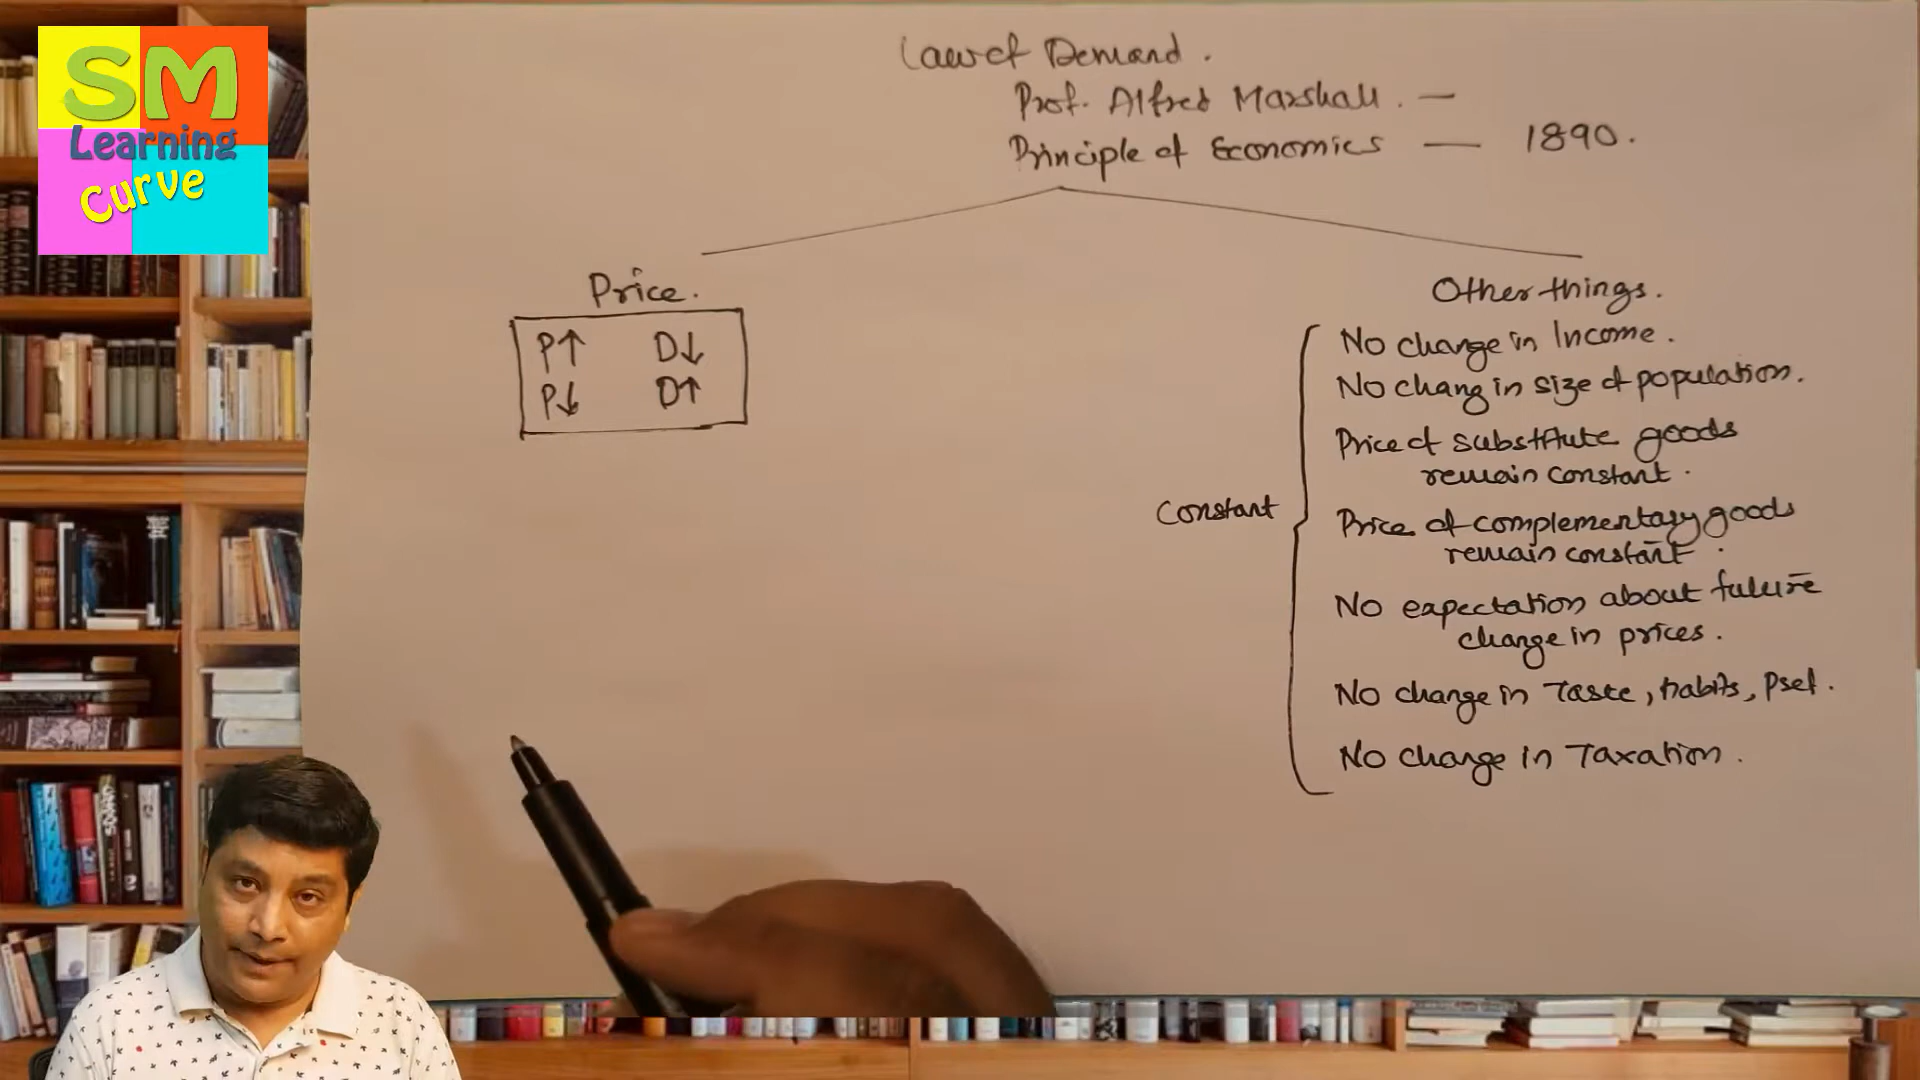 SM
Learning
Curve
Law of Demand.
Prof. Alfred Marshall. —
Principle of Economics — 1890.
Price.
P↑ D↓
P↓ D↑
Other things.
Constant
No change in Income.
No chang in size of population.
Price of substitute goods
remain constant.
Price of complementary goods
remain constant.
No expectation about future
change in prices.
No change in Taste, habits, Pref.
No change in Taxation.